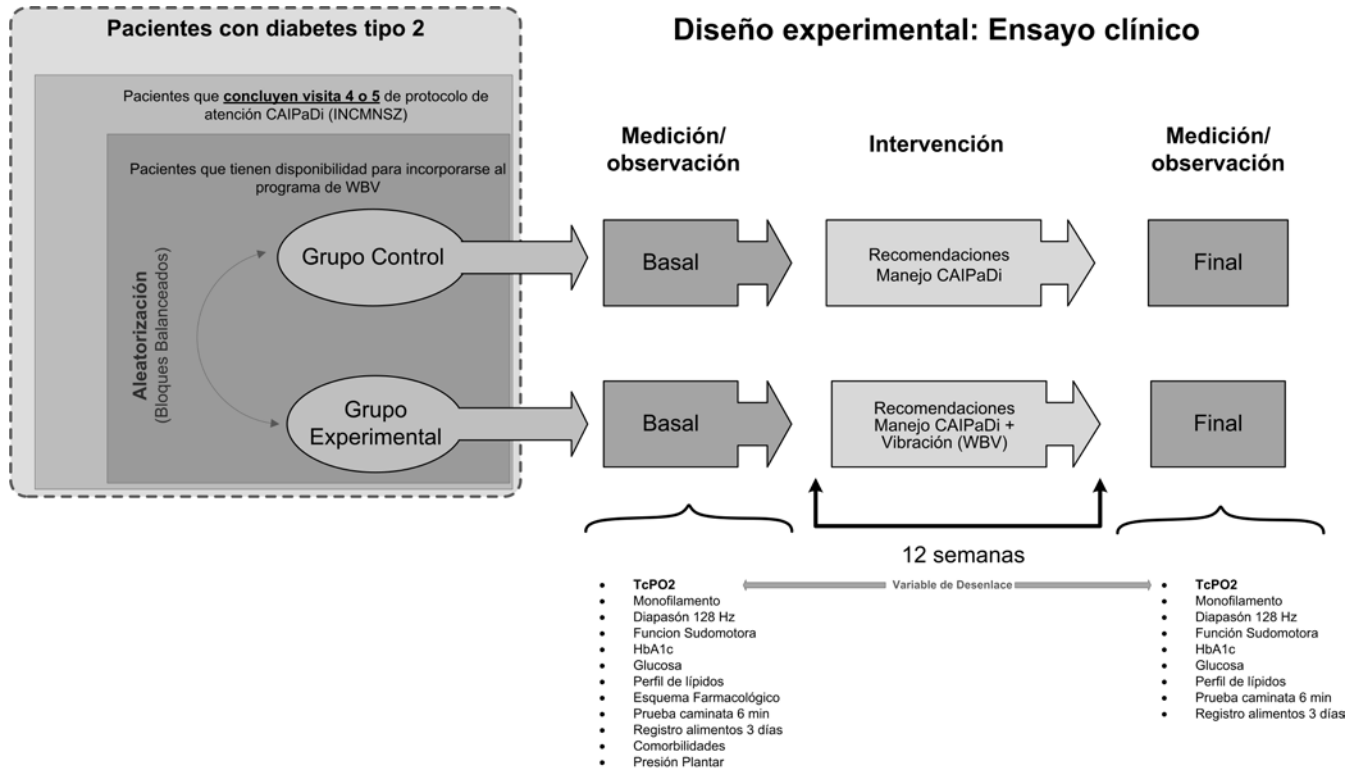 Pacientes con diabetes tipo 2
Pacientes que concluyen visita 4 o 5 de protocolo de
atención CAIPaDi (INCMNSZ)
Pacientes que tienen disponibilidad para incorporarse al
programa de WBV
Aleatorización
(Bloques Balanceados)
Grupo Control
Grupo
Experimental
Diseño experimental: Ensayo clínico
Medición/
observación
Intervención
Medición/
observación
Basal
Recomendaciones
Manejo CAIPaDi
Final
Basal
Recomendaciones
Manejo CAIPaDi +
Vibración (WBV)
Final
12 semanas
Variable de Desenlace
• TcPO2
• Monofilamento
• Diapasón 128 Hz
• Funcion Sudomotora
• HbA1c
• Glucosa
• Perfil de lípidos
• Esquema Farmacológico
• Prueba caminata 6 min
• Registro alimentos 3 días
• Comorbilidades
• Presión Plantar
• TcPO2
• Monofilamento
• Diapasón 128 Hz
• Función Sudomotora
• HbA1c
• Glucosa
• Perfil de lípidos
• Prueba caminata 6 min
• Registro alimentos 3 días